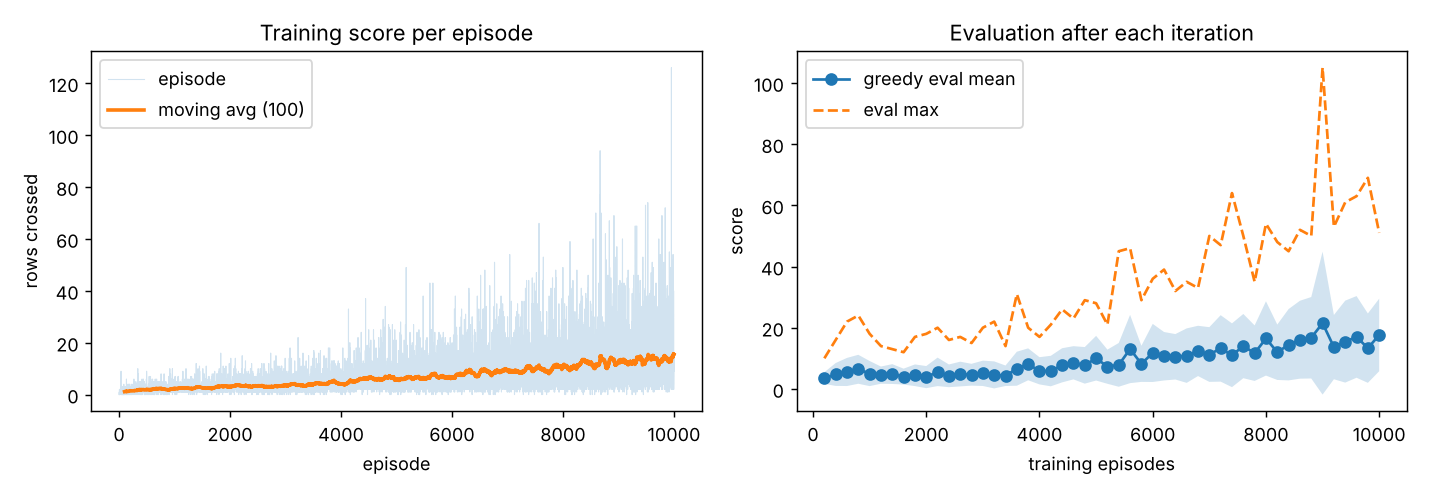 Training score per episode
episode
moving avg (100)
120
100
80
60
40
20
0
rows crossed
0
2000
4000
6000
8000
10000
episode
Evaluation after each iteration
greedy eval mean
eval max
100
80
60
40
20
0
score
0
2000
4000
6000
8000
10000
training episodes